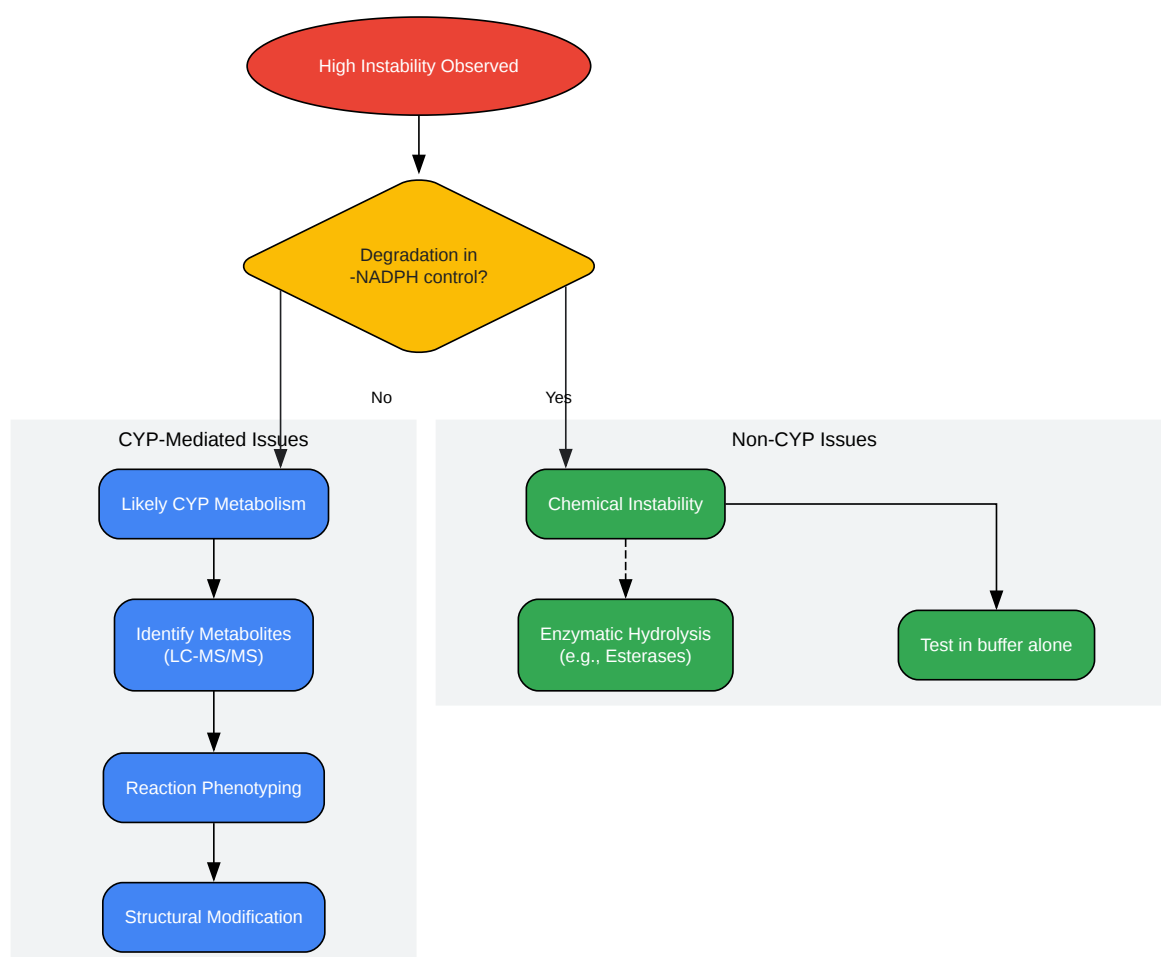 High Instability Observed
Degradation in
-NADPH control?
No
Yes
CYP-Mediated Issues
Non-CYP Issues
Likely CYP Metabolism
Chemical Instability
Identify Metabolites
(LC-MS/MS)
Enzymatic Hydrolysis
(e.g., Esterases)
Test in buffer alone
Reaction Phenotyping
Structural Modification